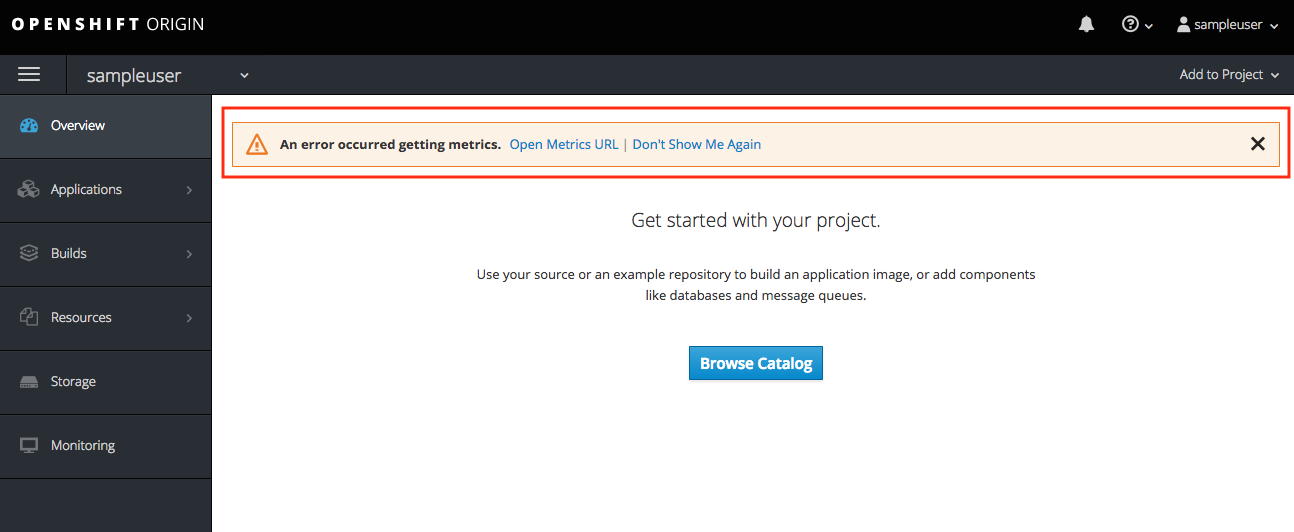 OPENSHIFT ORIGIN
sampleuser
sampleuser
Add to Project
Overview
Applications
Builds
Resources
Storage
Monitoring
An error occurred getting metrics. Open Metrics URL | Don't Show Me Again
Get started with your project.
Use your source or an example repository to build an application image, or add components
like databases and message queues.
Browse Catalog